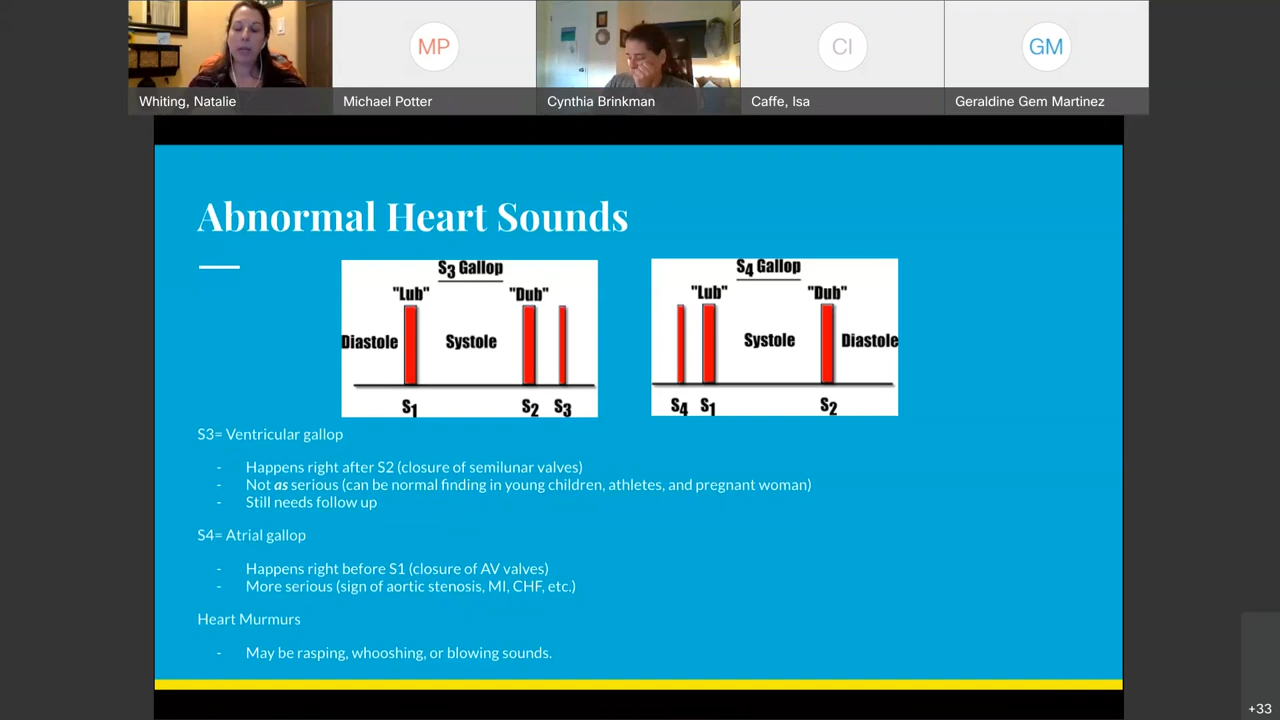 MP
CI
GM
Whiting, Natalie
Michael Potter
Cynthia Brinkman
Caffe, Isa
Geraldine Gem Martinez
Abnormal Heart Sounds
S3 Gallop
"Lub" "Dub"
Diastole Systole
S1 S2 S3
S4 Gallop
"Lub" "Dub"
Systole Diastole
S4 S1 S2
S3= Ventricular gallop
- Happens right after S2 (closure of semilunar valves)
- Not as serious (can be normal finding in young children, athletes, and pregnant woman)
- Still needs follow up
S4= Atrial gallop
- Happens right before S1 (closure of AV valves)
- More serious (sign of aortic stenosis, MI, CHF, etc.)
Heart Murmurs
- May be rasping, whooshing, or blowing sounds.
+33